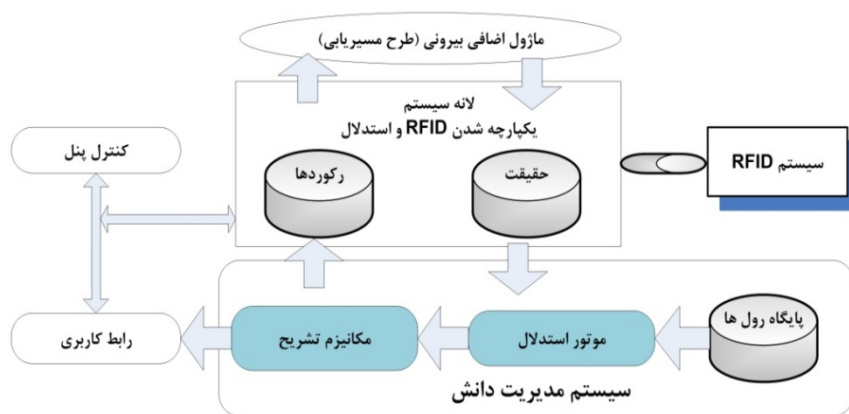 ماژول اضافی بیرونی (طرح مسیریابی)
لانه سیستم
یکپارچه شدن RFID و استدلال
سیستم RFID
حقیقت
رکوردها
کنترل پنل
پایگاه رول ها
موتور استدلال
مکانیزم تشریح
رابط کاربری
سیستم مدیریت دانش